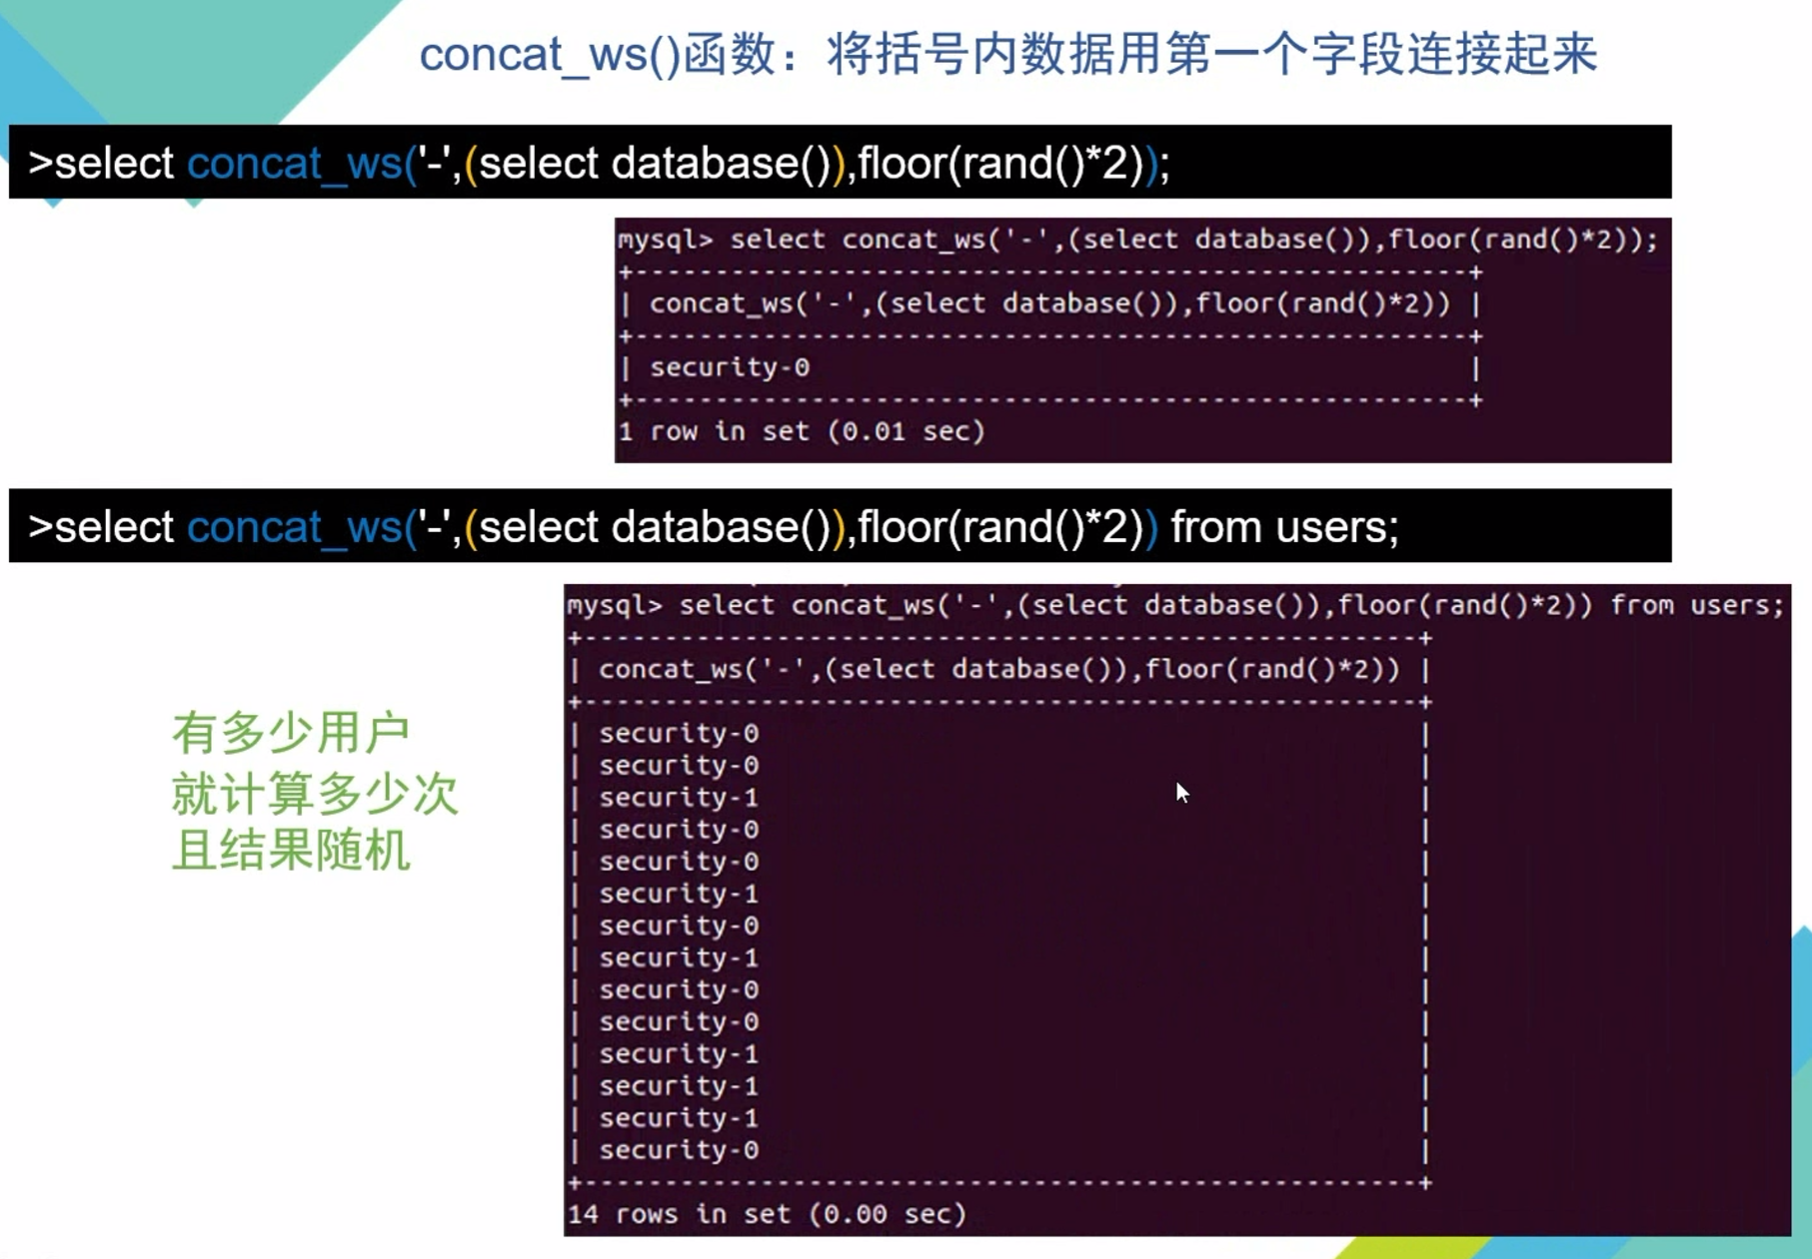 concat_ws()函数：将括号内数据用第一个字段连接起来
>select concat_ws('-',(select database()),floor(rand()*2));
mysql> select concat_ws('-',(select database()),floor(rand()*2));
+----------------------------------------------------+
| concat_ws('-',(select database()),floor(rand()*2)) |
+----------------------------------------------------+
| security-0                                         |
+----------------------------------------------------+
1 row in set (0.01 sec)
>select concat_ws('-',(select database()),floor(rand()*2)) from users;
有多少用户
就计算多少次
且结果随机
mysql> select concat_ws('-',(select database()),floor(rand()*2)) from users;
+----------------------------------------------------+
| concat_ws('-',(select database()),floor(rand()*2)) |
+----------------------------------------------------+
| security-0                                         |
| security-0                                         |
| security-1                                         |
| security-0                                         |
| security-0                                         |
| security-1                                         |
| security-0                                         |
| security-1                                         |
| security-0                                         |
| security-0                                         |
| security-1                                         |
| security-1                                         |
| security-1                                         |
| security-0                                         |
+----------------------------------------------------+
14 rows in set (0.00 sec)